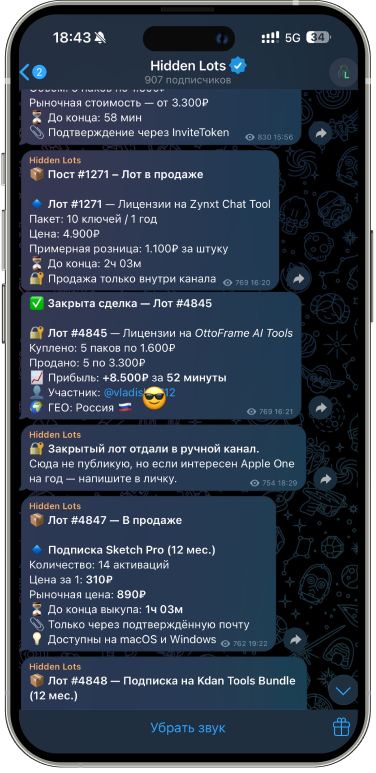 18:43 5G 34
2 Hidden Lots
907 подписчиков
L
Рыночная стоимость — от 3.300₽
⏳ До конца: 58 мин
📎 Подтверждение через InviteToken 830 15:56
Hidden Lots
📦 Пост #1271 – Лот в продаже
🔹 Лот #1271 — Лицензии на Zynxt Chat Tool
Пакет: 10 ключей / 1 год
Цена: 4.900₽
Примерная розница: 1.100₽ за штуку
⏳ До конца: 2ч 03м
🔐 Продажа только внутри канала 769 16:20
✅ Закрыта сделка — Лот #4845
🔐 Лот #4845 — Лицензии на OttoFrame AI Tools
Куплено: 5 паков по 1.600₽
Продано: 5 по 3.300₽
📈 Прибыль: +8.500₽ за 52 минуты
👤 Участник: 12
🌍 ГЕО: Россия 🇷🇺 769 16:21
Hidden Lots
🔐 Закрытый лот отдали в ручной канал.
Сюда не публикую, но если интересен Apple One
на год — напишите в личку. 754 18:29
Hidden Lots
📦 Лот #4847 — В продаже
🔹 Подписка Sketch Pro (12 мес.)
Количество: 14 активаций
Цена за 1: 310₽
Рыночная цена: 890₽
⏳ До конца выкупа: 1ч 03м
📎 Только через подтверждённую почту
💡 Доступны на macOS и Windows 762 19:22
Hidden Lots
📦 Лот #4848 — Подписка на Kdan Tools Bundle
(12 мес.)
Убрать звук